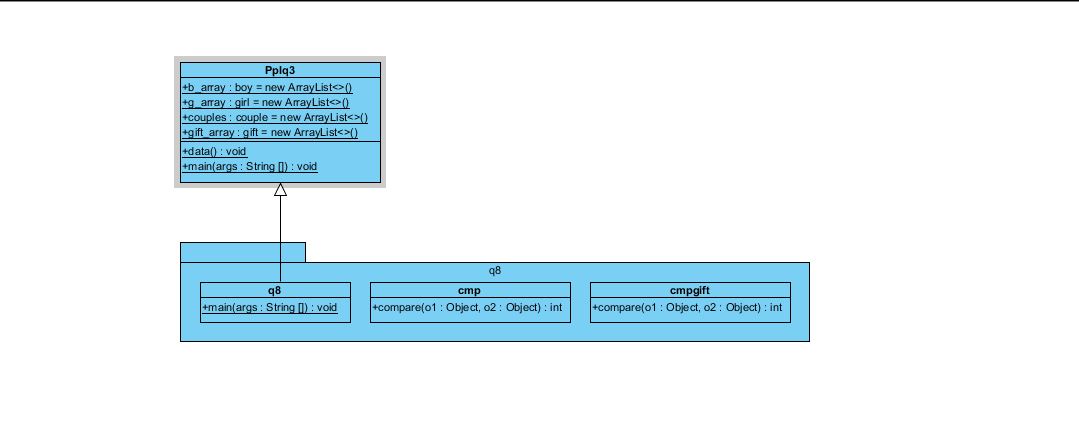 Pplq3
+b_array : boy = new ArrayList<>()
+g_array : girl = new ArrayList<>()
+couples : couple = new ArrayList<>()
+gift_array : gift = new ArrayList<>()
+data() : void
+main(args : String []) : void
q8
q8
+main(args : String []) : void
cmp
+compare(o1 : Object, o2 : Object) : int
cmpgift
+compare(o1 : Object, o2 : Object) : int